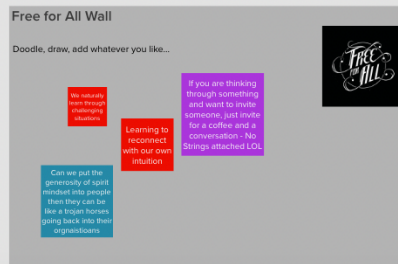 Free for All Wall
FREE
FOR
ALL
Doodle, draw, add whatever you like...
If you are thinking
through something
and want to invite
someone, just invite
for a coffee and a
conversation - No
Strings attached LOL
We naturally
learn through
challenging
situations
Learning to
reconnect
with our own
intuition
Can we put the
generosity of spirit
mindset into people
then they can be
like a trojan horses
going back into their
orgnaistioans